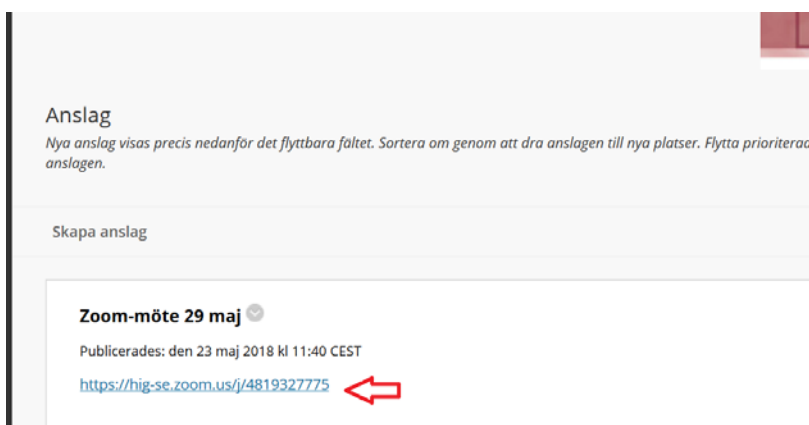 Anslag
Nya anslag visas precis nedanför det flyttbara fältet. Sortera om genom att dra anslagen till nya platser. Flytta prioriterad
anslagen.
Skapa anslag
Zoom-möte 29 maj
Publicerades: den 23 maj 2018 kl 11:40 CEST
https://hig-se.zoom.us/j/4819327775